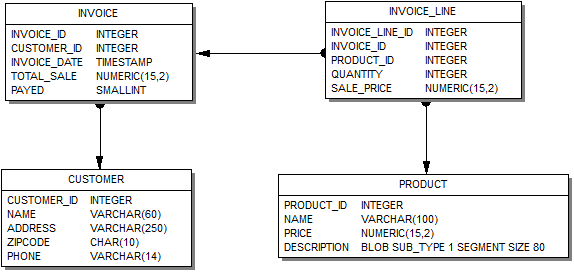 INVOICE
INVOICE_ID INTEGER
CUSTOMER_ID INTEGER
INVOICE_DATE TIMESTAMP
TOTAL_SALE NUMERIC(15,2)
PAYED SMALLINT
INVOICE_LINE
INVOICE_LINE_ID INTEGER
INVOICE_ID INTEGER
PRODUCT_ID INTEGER
QUANTITY INTEGER
SALE_PRICE NUMERIC(15,2)
CUSTOMER
CUSTOMER_ID INTEGER
NAME VARCHAR(60)
ADDRESS VARCHAR(250)
ZIPCODE CHAR(10)
PHONE VARCHAR(14)
PRODUCT
PRODUCT_ID INTEGER
NAME VARCHAR(100)
PRICE NUMERIC(15,2)
DESCRIPTION BLOB SUB_TYPE 1 SEGMENT SIZE 80